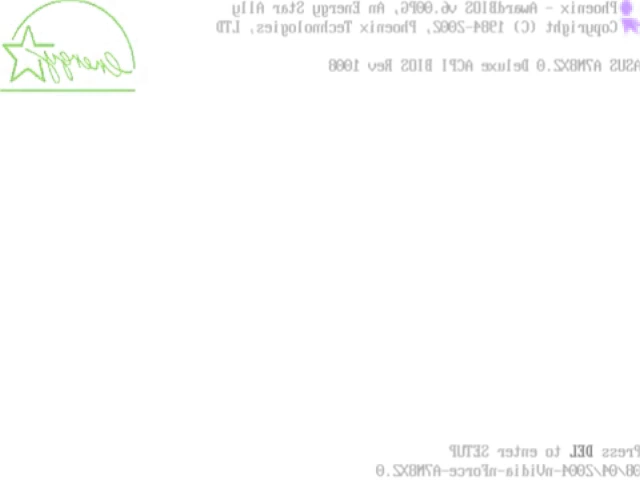 Phoenix - AwardBIOS v6.00PG, An Energy Star Ally
Copyright (C) 1984-2002, Phoenix Technologies, LTD
ASUS A7N8X2.0 Deluxe ACPI BIOS Rev 1008
energy
Press DEL to enter SETUP
08/04/2004-nVidia-nForce-A7N8X2.0